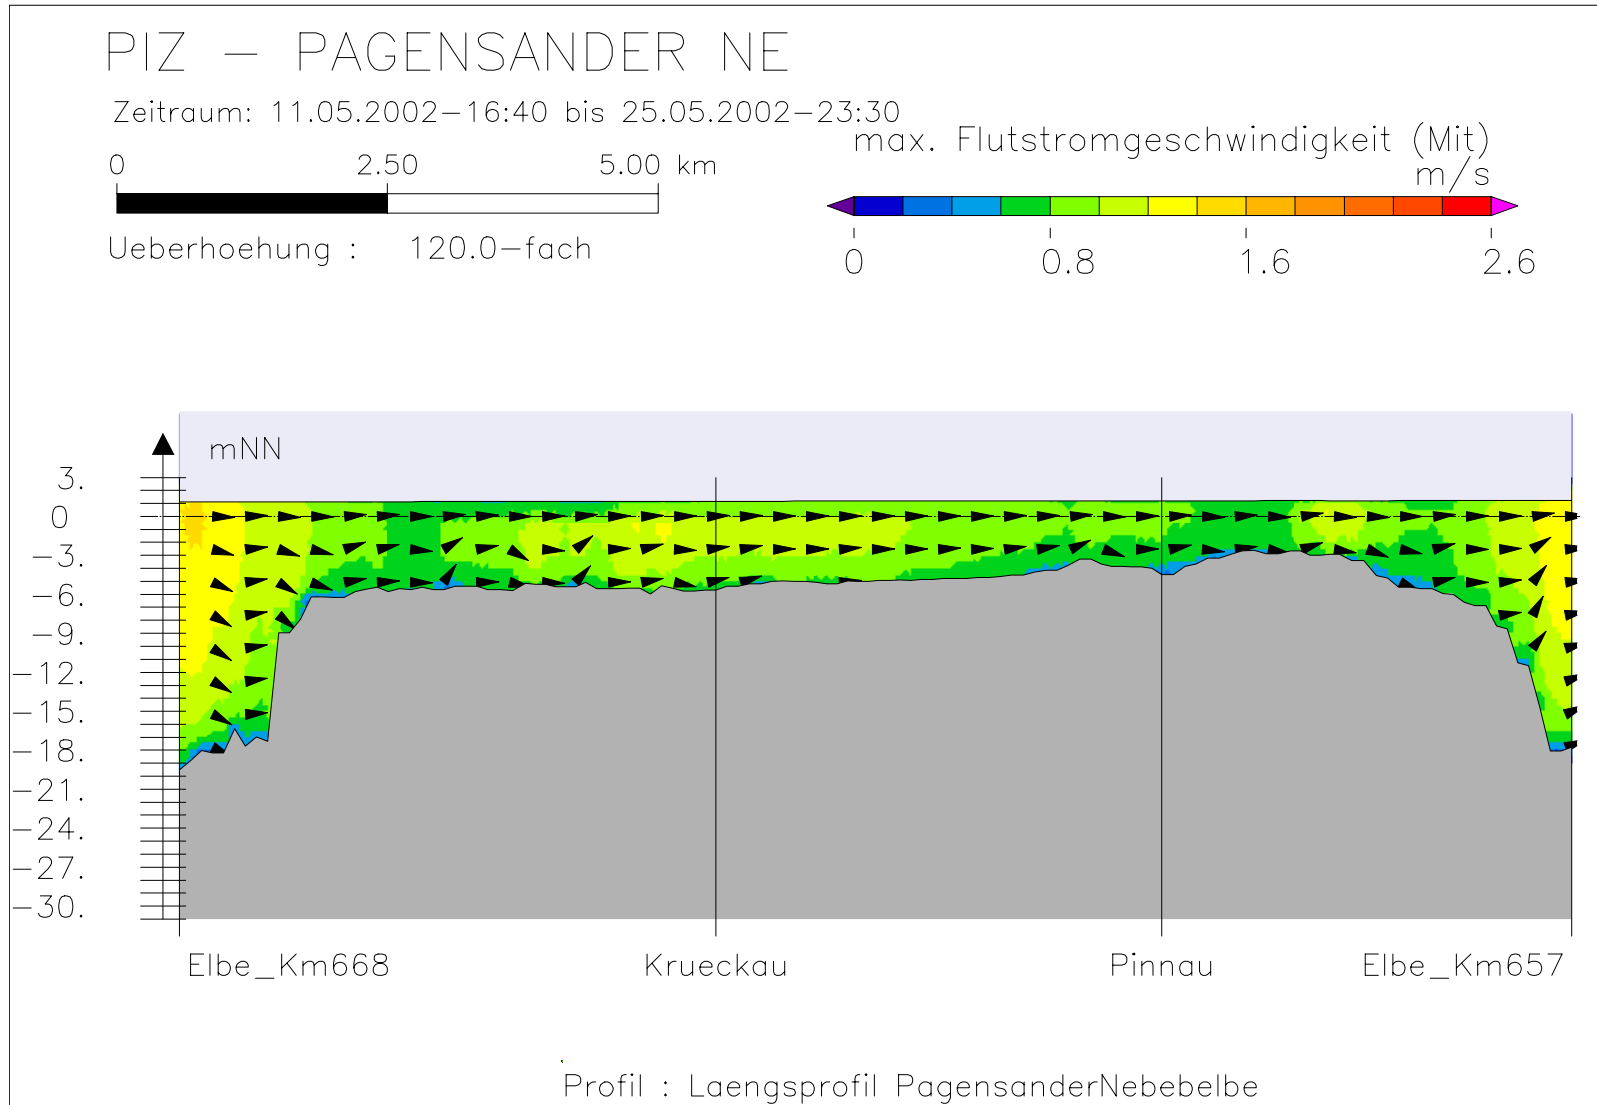 PIZ - PAGENSANDER NE
Zeitraum: 11.05.2002-16:40 bis 25.05.2002-23:30
0 2.50 5.00 km
Ueberhoehung : 120.0-fach
max. Flutstromgeschwindigkeit (Mit)
m/s
0 0.8 1.6 2.6
mNN
3.
0
-3.
-6.
-9.
-12.
-15.
-18.
-21.
-24.
-27.
-30.
Elbe_Km668 Krueckau Pinnau Elbe_Km657
Profil : Laengsprofil PagensanderNebebelbe